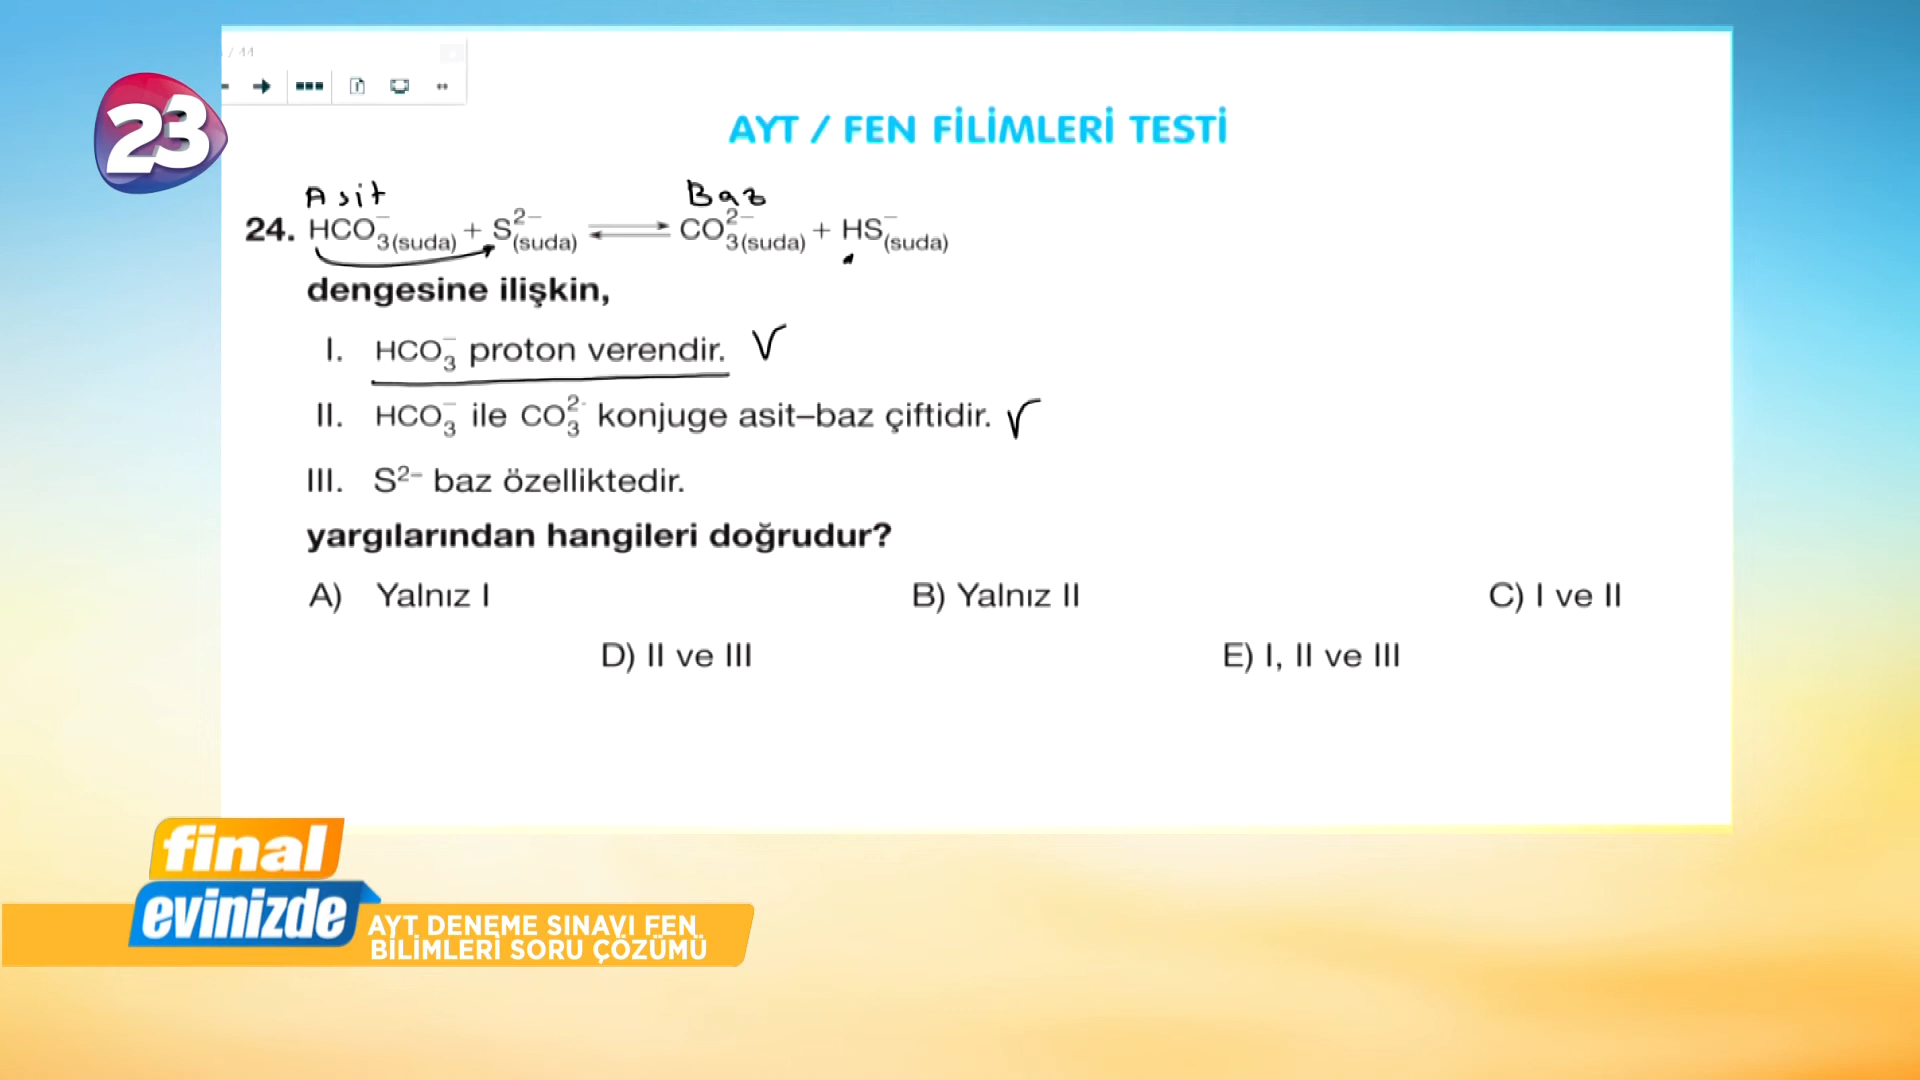 / 44
23
AYT / FEN FİLİMLERİ TESTİ
Asit Baz
24. HCO₃⁻(suda) + S²⁻(suda) ⇌ CO₃²⁻(suda) + HS⁻(suda)
dengesine ilişkin,
I. HCO₃⁻ proton verendir. √
II. HCO₃⁻ ile CO₃²⁻ konjuge asit–baz çiftidir. √
III. S²⁻ baz özelliktedir.
yargılarından hangileri doğrudur?
A) Yalnız I B) Yalnız II C) I ve II
D) II ve III E) I, II ve III
final
evinizde
AYT DENEME SINAVI FEN
BİLİMLERİ SORU ÇÖZÜMÜ